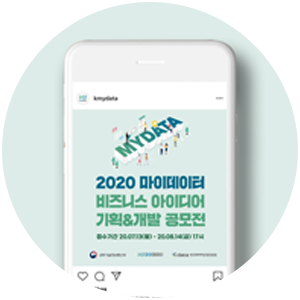 kmydata
MYDATA
2020 마이데이터
비즈니스 아이디어
기획&개발 공모전
접수기간 20.07.13(월) - 20.08.14(금) 17시